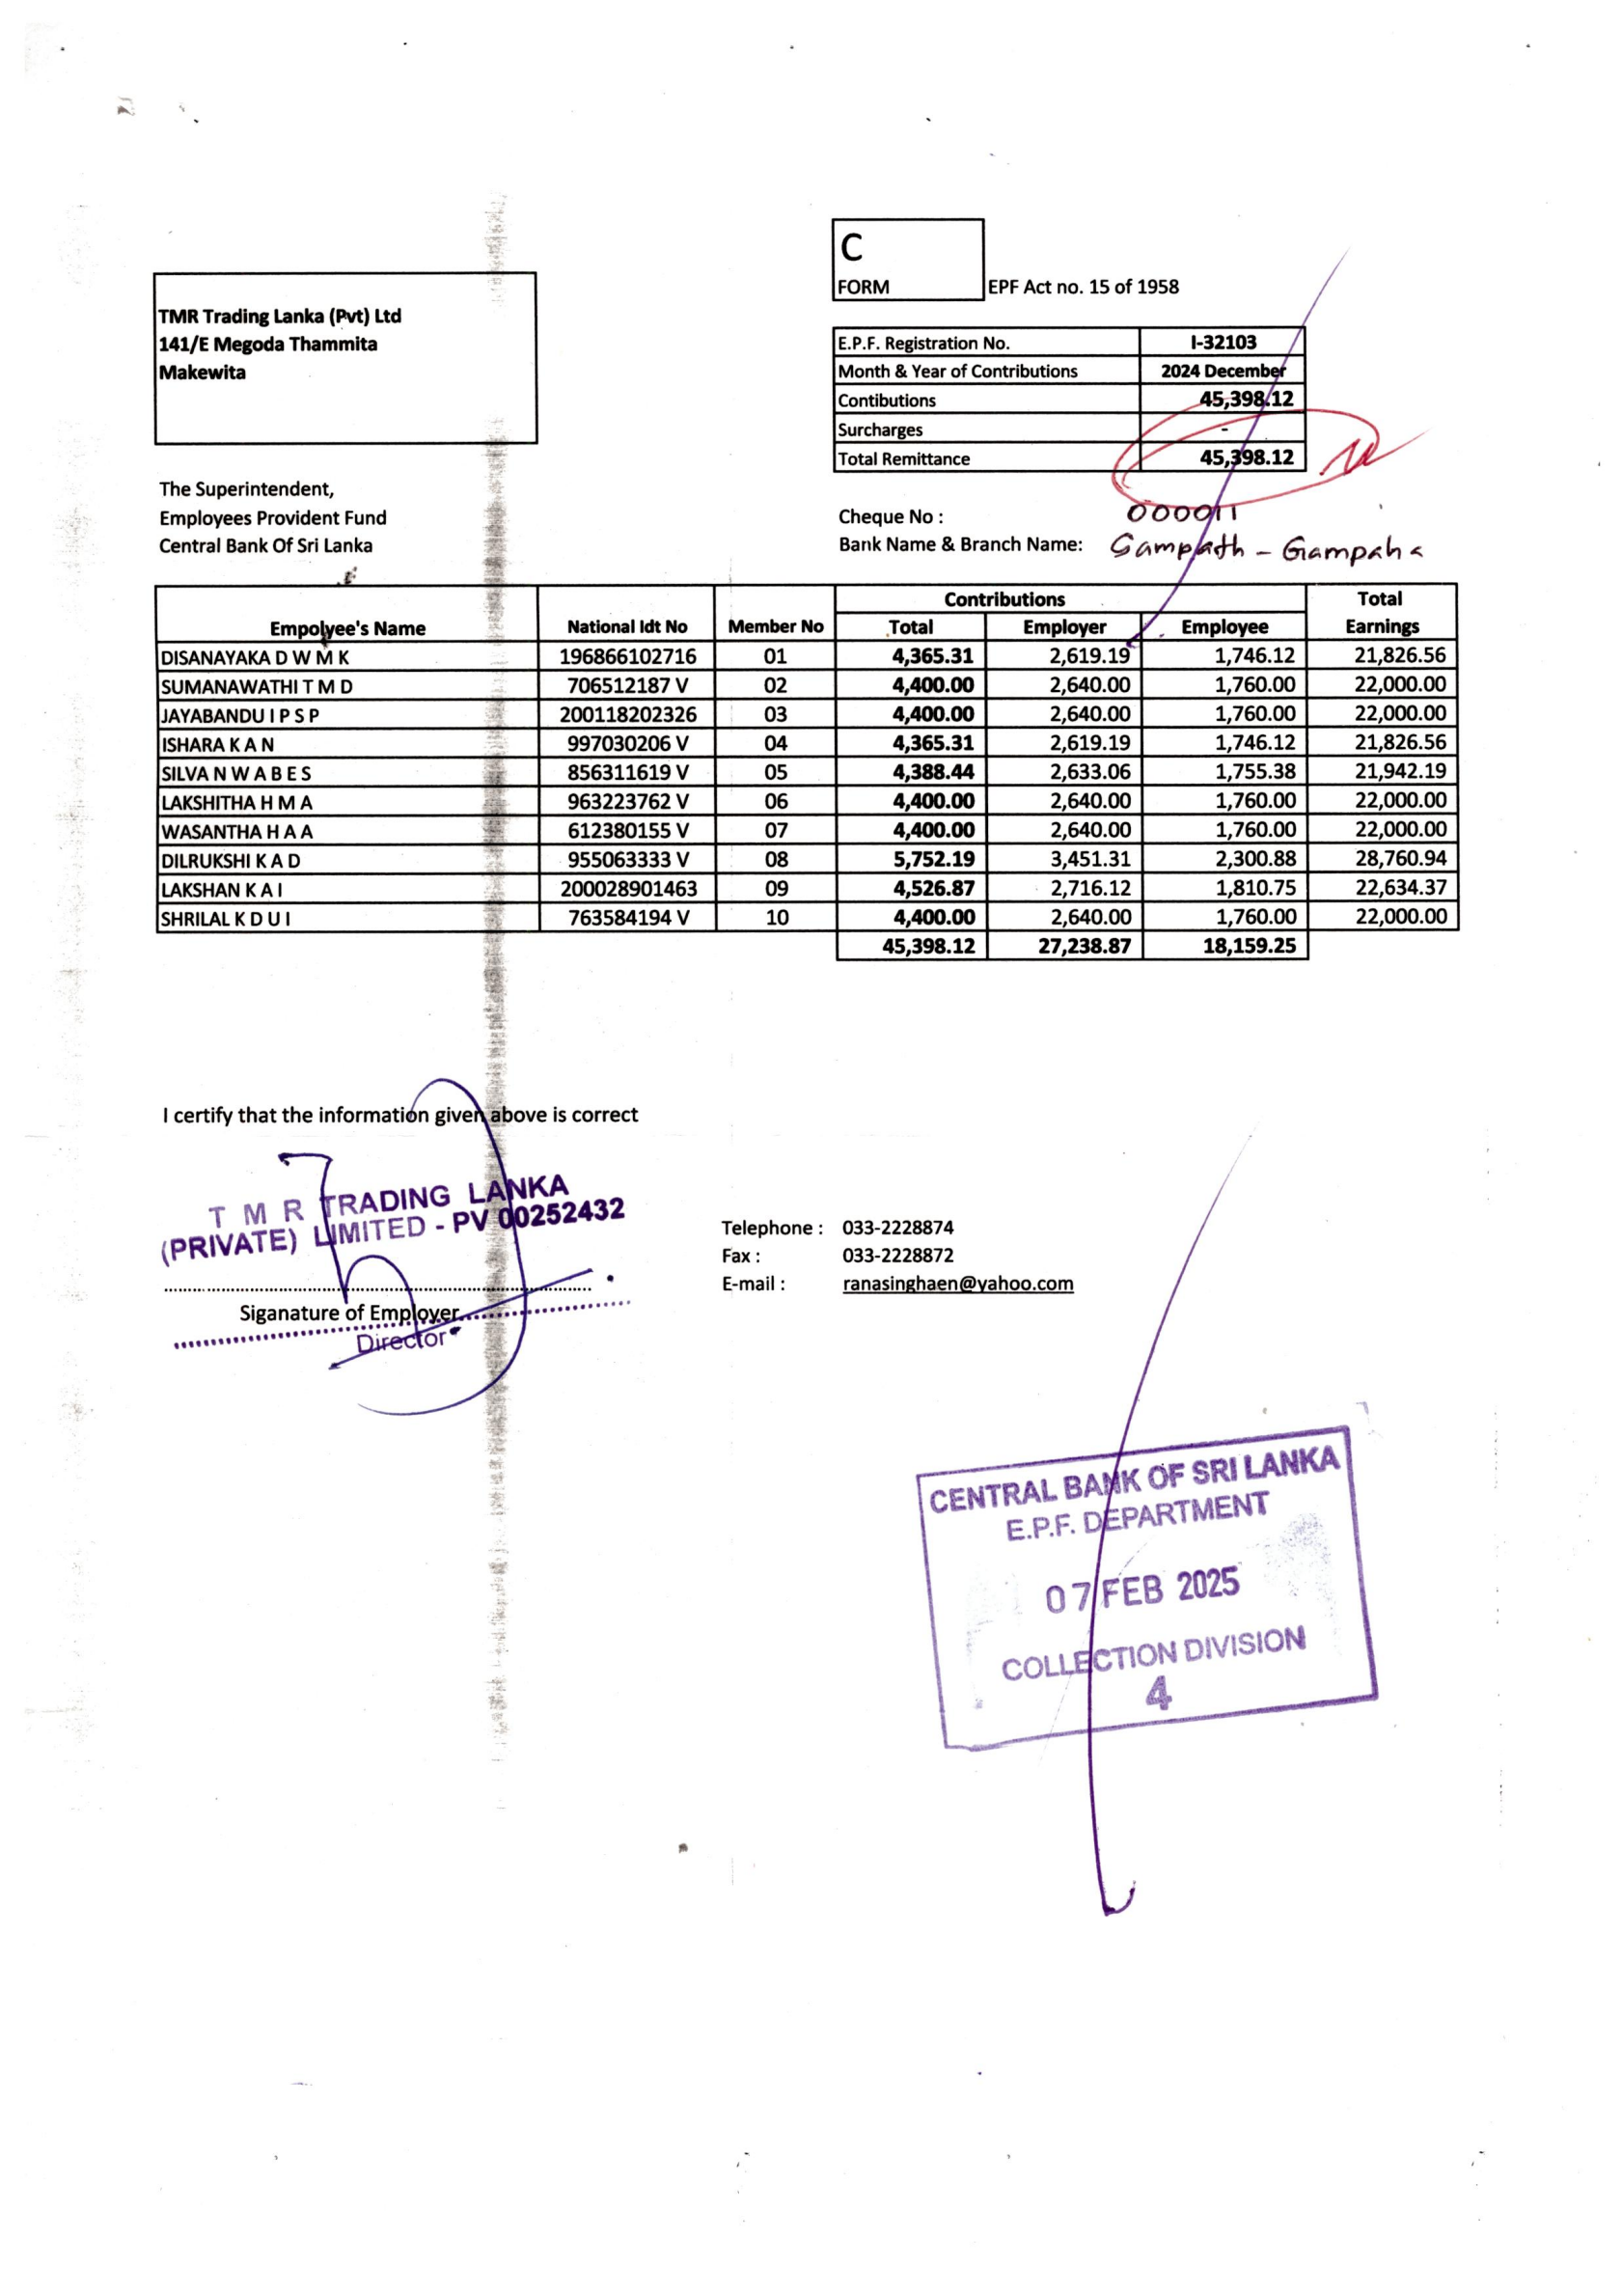 C
FORM
EPF Act no. 15 of 1958
TMR Trading Lanka (Pvt) Ltd
141/E Megoda Thammita
Makewita
E.P.F. Registration No. I-32103
Month & Year of Contributions 2024 December
Contibutions 45,398.12
Surcharges -
Total Remittance 45,398.12
The Superintendent,
Employees Provident Fund
Central Bank Of Sri Lanka
Cheque No : 000011
Bank Name & Branch Name: Sampath - Gampaha
Empolyee's Name National Idt No Member No Contributions Total Earnings
Total Employer Employee
DISANAYAKA D W M K 196866102716 01 4,365.31 2,619.19 1,746.12 21,826.56
SUMANAWATHI T M D 706512187 V 02 4,400.00 2,640.00 1,760.00 22,000.00
JAYABANDU I P S P 200118202326 03 4,400.00 2,640.00 1,760.00 22,000.00
ISHARA K A N 997030206 V 04 4,365.31 2,619.19 1,746.12 21,826.56
SILVA N W A B E S 856311619 V 05 4,388.44 2,633.06 1,755.38 21,942.19
LAKSHITHA H M A 963223762 V 06 4,400.00 2,640.00 1,760.00 22,000.00
WASANTHA H A A 612380155 V 07 4,400.00 2,640.00 1,760.00 22,000.00
DILRUKSHI K A D 955063333 V 08 5,752.19 3,451.31 2,300.88 28,760.94
LAKSHAN K A I 200028901463 09 4,526.87 2,716.12 1,810.75 22,634.37
SHRILAL K D U I 763584194 V 10 4,400.00 2,640.00 1,760.00 22,000.00
45,398.12 27,238.87 18,159.25
I certify that the information given above is correct
T M R TRADING LANKA
(PRIVATE) LIMITED - PV 00252432
Siganature of Employer
Director
Telephone : 033-2228874
Fax : 033-2228872
E-mail : ranasinghaen@yahoo.com
CENTRAL BANK OF SRI LANKA
E.P.F. DEPARTMENT
07 FEB 2025
COLLECTION DIVISION
4